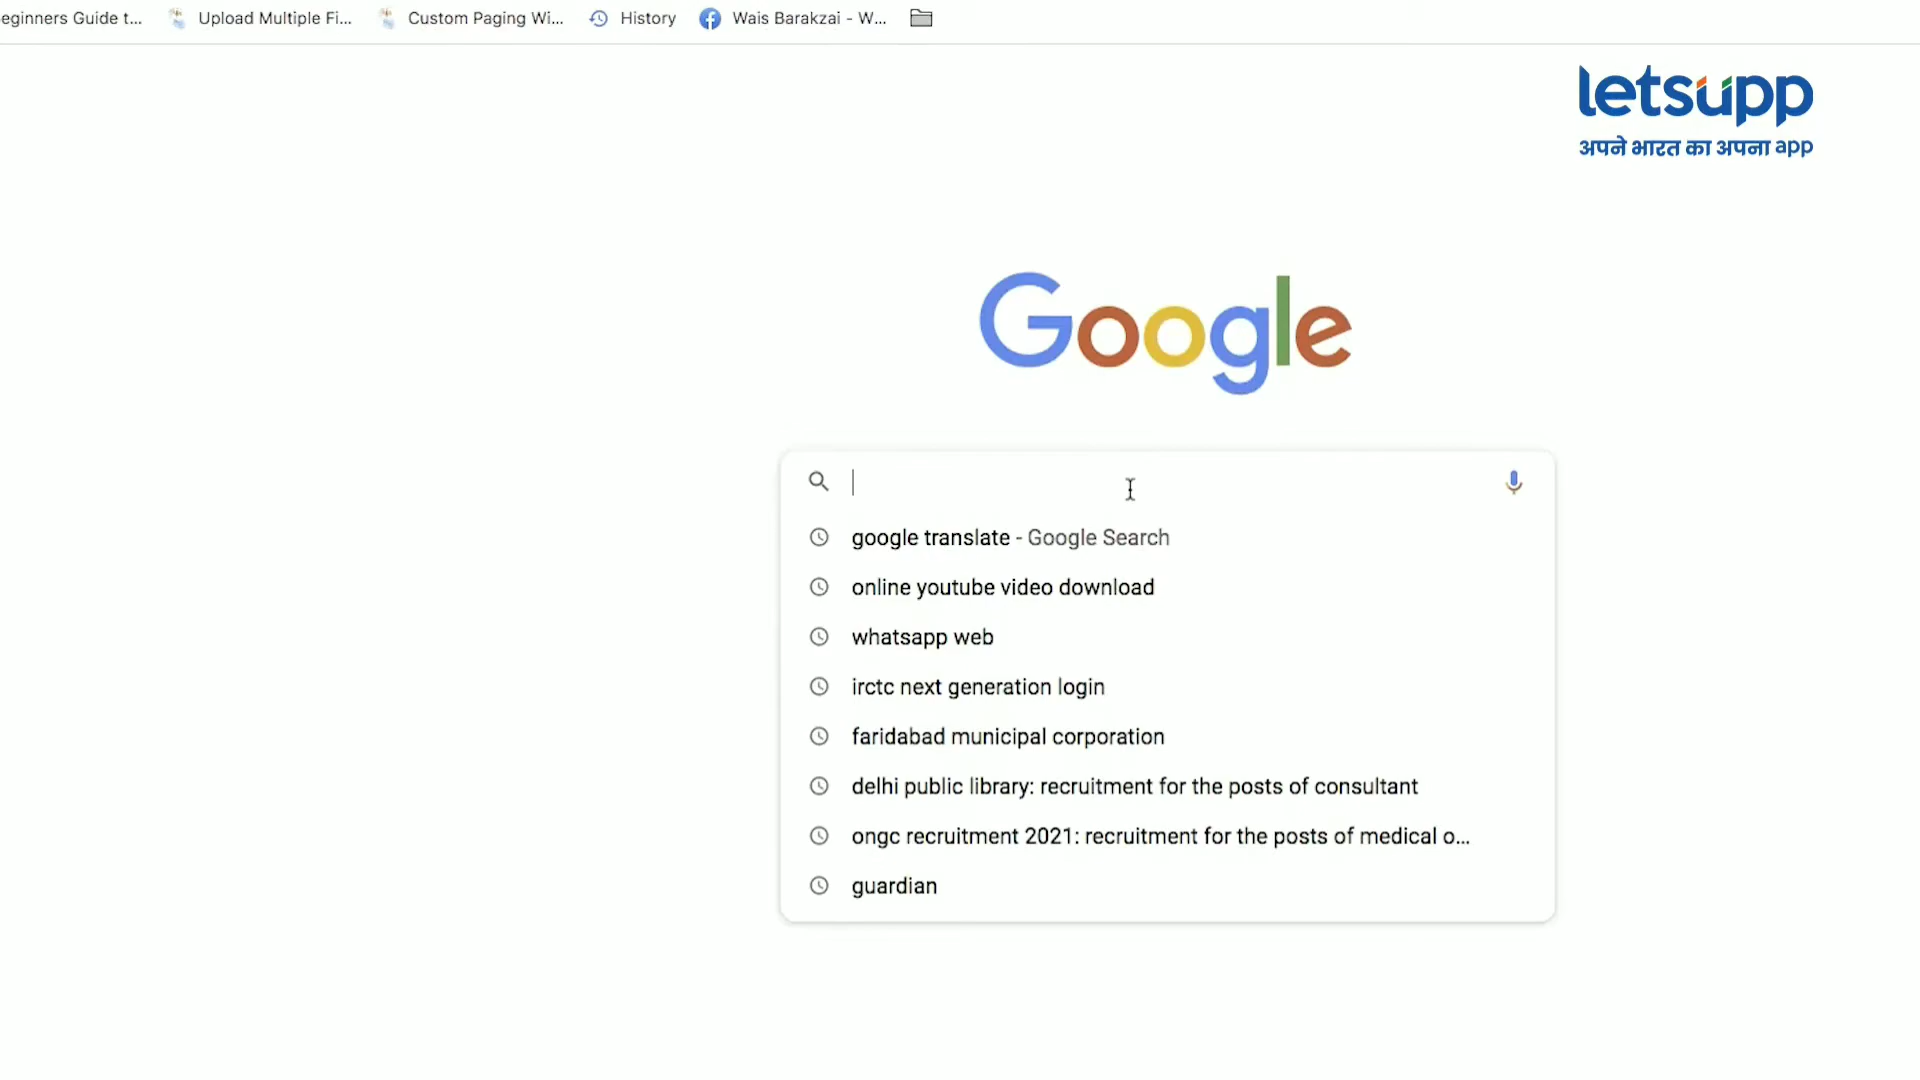 eginners Guide t...
Upload Multiple Fi...
Custom Paging Wi...
History
Wais Barakzai - W...
letsupp
अपने भारत का अपना app
Google
google translate - Google Search
online youtube video download
whatsapp web
irctc next generation login
faridabad municipal corporation
delhi public library: recruitment for the posts of consultant
ongc recruitment 2021: recruitment for the posts of medical o...
guardian